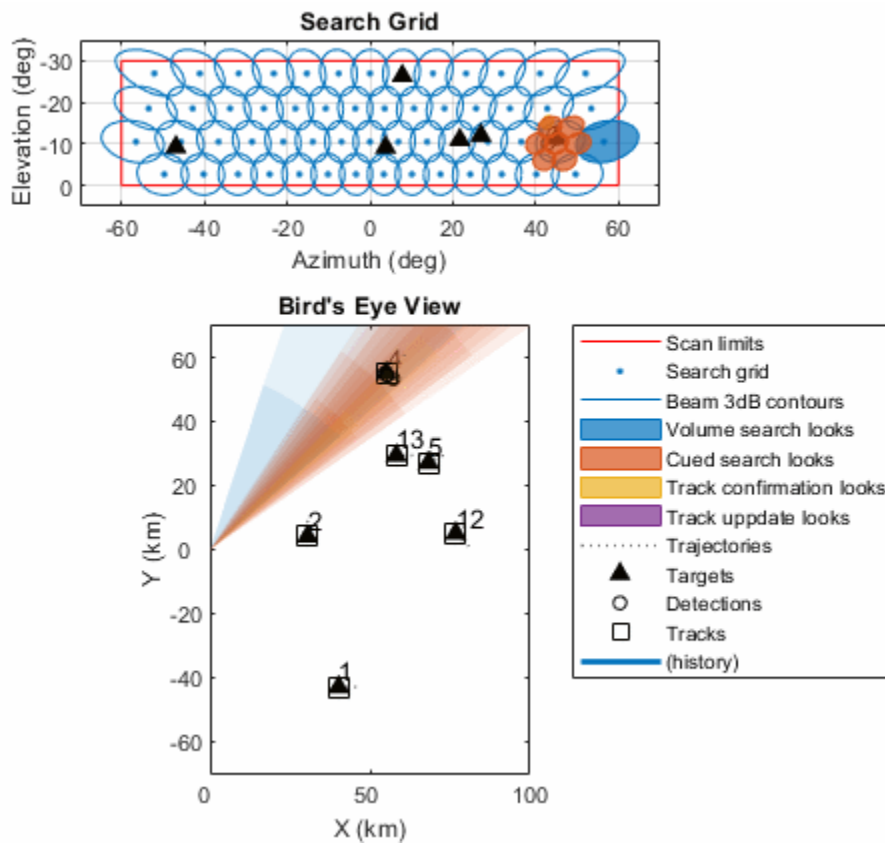 Search Grid
-30
-20
-10
0
Elevation (deg)
-60 -40 -20 0 20 40 60
Azimuth (deg)
Bird's Eye View
60
40
20
0
-20
-40
-60
Y (km)
13
5
2
12
1
0 50 100
X (km)
Scan limits
Search grid
Beam 3dB contours
Volume search looks
Cued search looks
Track confirmation looks
Track uppdate looks
Trajectories
Targets
Detections
Tracks
(history)